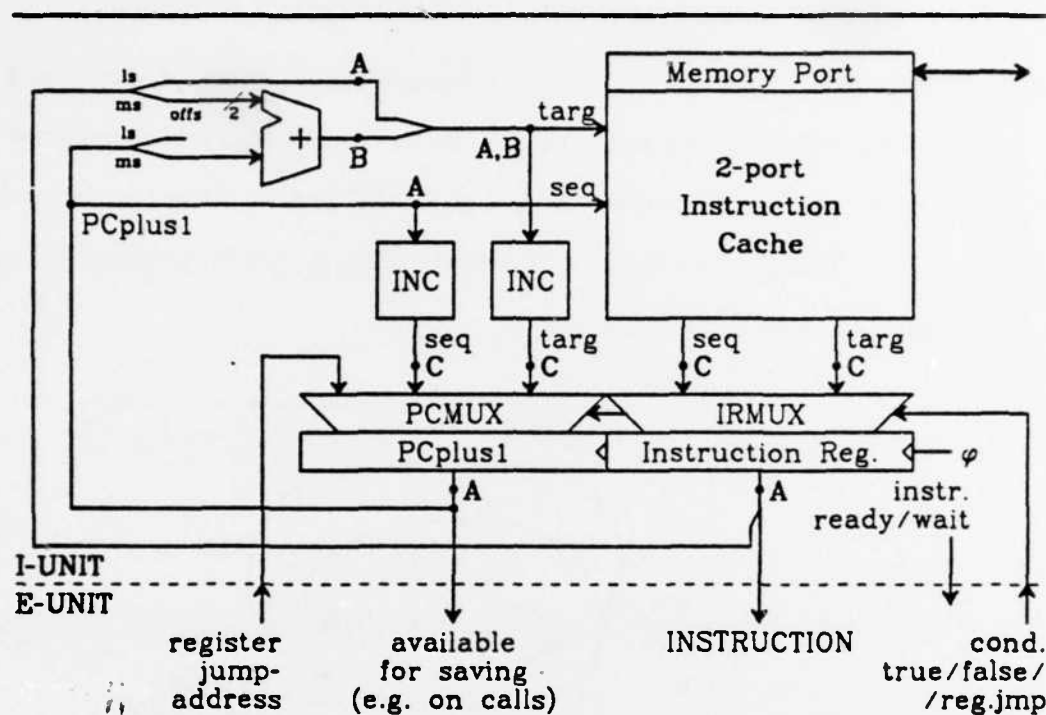 ls
A
Memory Port
ms
offs
2
targ
ls
+
B
A,B
2-port
Instruction
Cache
ms
A
seq
PCplus1
INC
INC
seq
targ
seq
targ
C
C
C
C
PCMUX
IRMUX
PCplus1
Instruction Reg.
φ
A
A
instr.
ready/wait
I-UNIT
E-UNIT
register
jump-
address
available
for saving
(e.g. on calls)
INSTRUCTION
cond.
true/false/
/reg.jmp